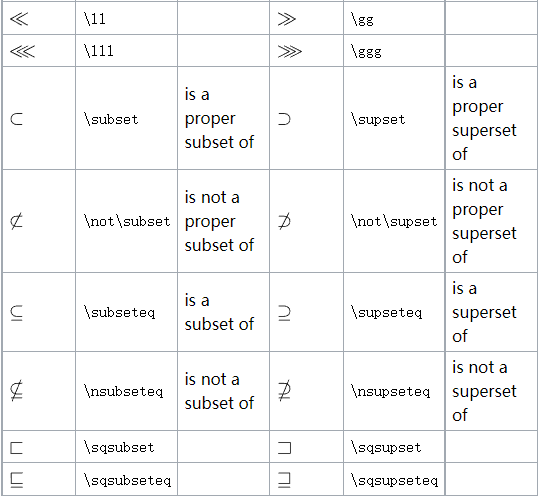 ≪ \ll ≫ \gg
⋘ \lll ⋙ \ggg
⊂ \subset is a proper subset of ⊃ \supset is a proper superset of
⊄ \not\subset is not a proper subset of ⊅ \not\supset is not a proper superset of
⊆ \subseteq is a subset of ⊇ \supseteq is a superset of
⊈ \nsubseteq is not a subset of ⊉ \nsupseteq is not a superset of
⊏ \sqsubset ⊐ \sqsupset
⊑ \sqsubseteq ⊒ \sqsupseteq